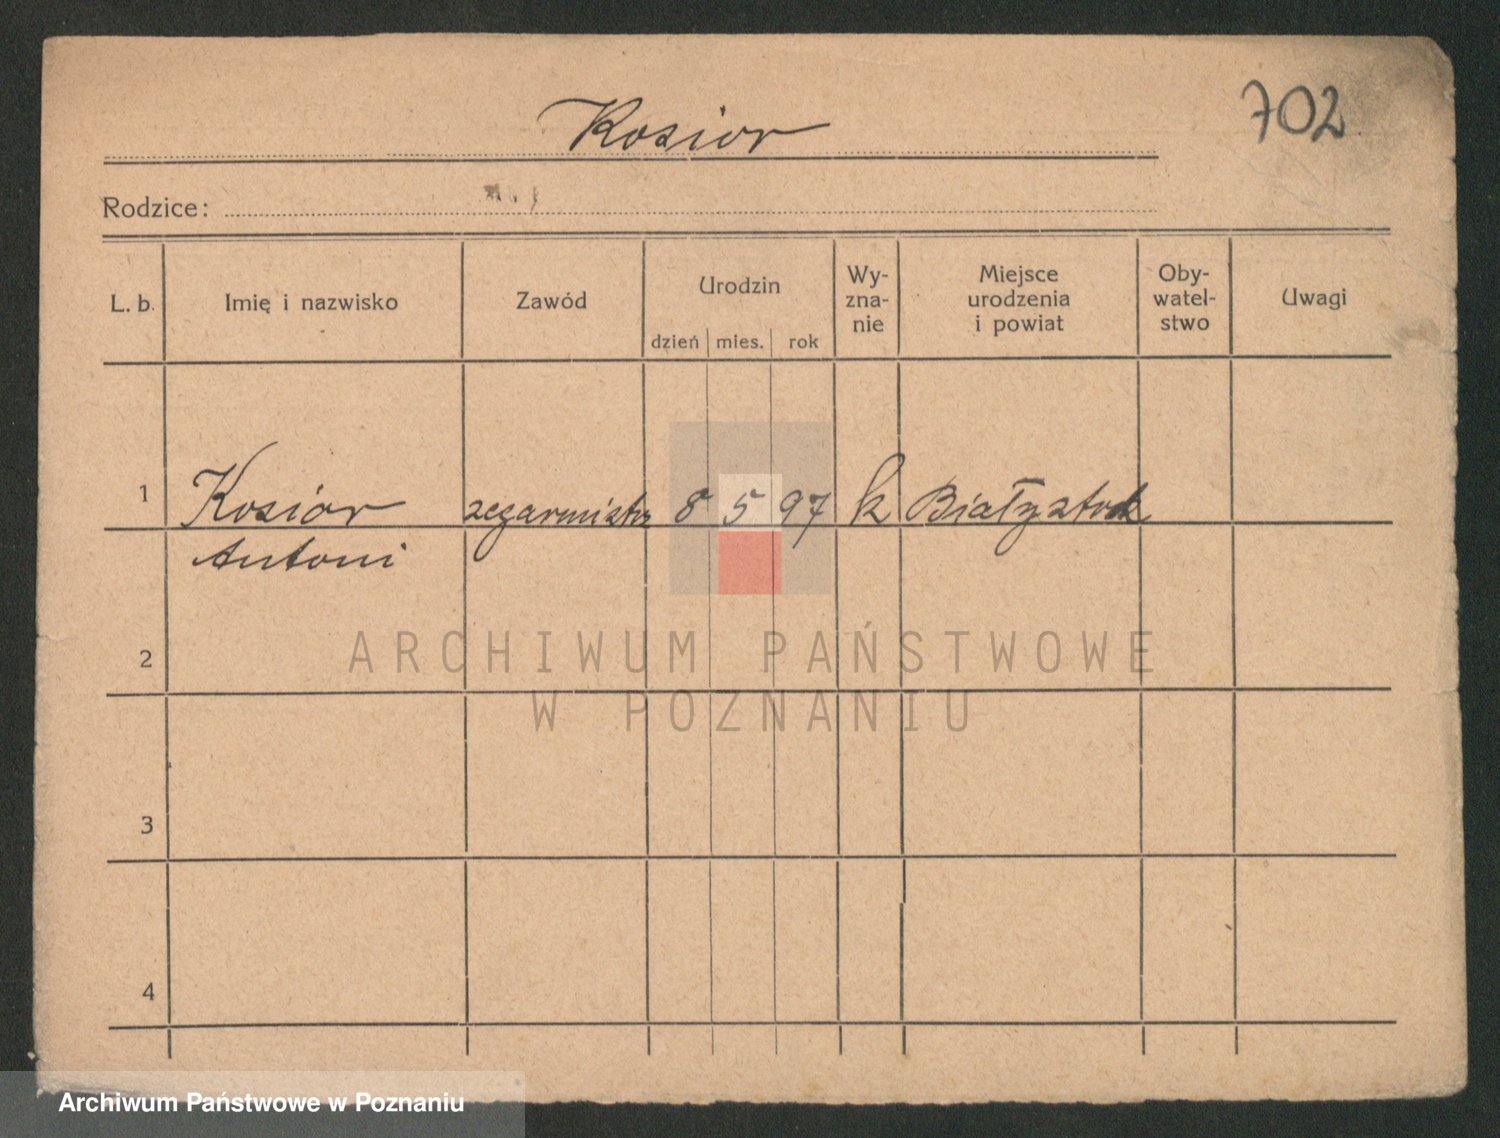 Kosior
702
Rodzice:
L. b. Imię i nazwisko Zawód Urodzin Wy-zna-nie Miejsce urodzenia i powiat Oby-watel-stwo Uwagi
dzień mies. rok
1 Kosior zegarmistrz 8 5 97 k Białystok
Antoni
2
ARCHIWUM PAŃSTWOWE
W POZNANIU
3
4
Archiwum Państwowe w Poznaniu